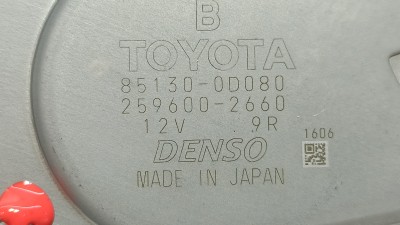 B
TOYOTA
85130-0D080
259600-2660
12V .9R
1606
DENSO
MADE IN JAPAN